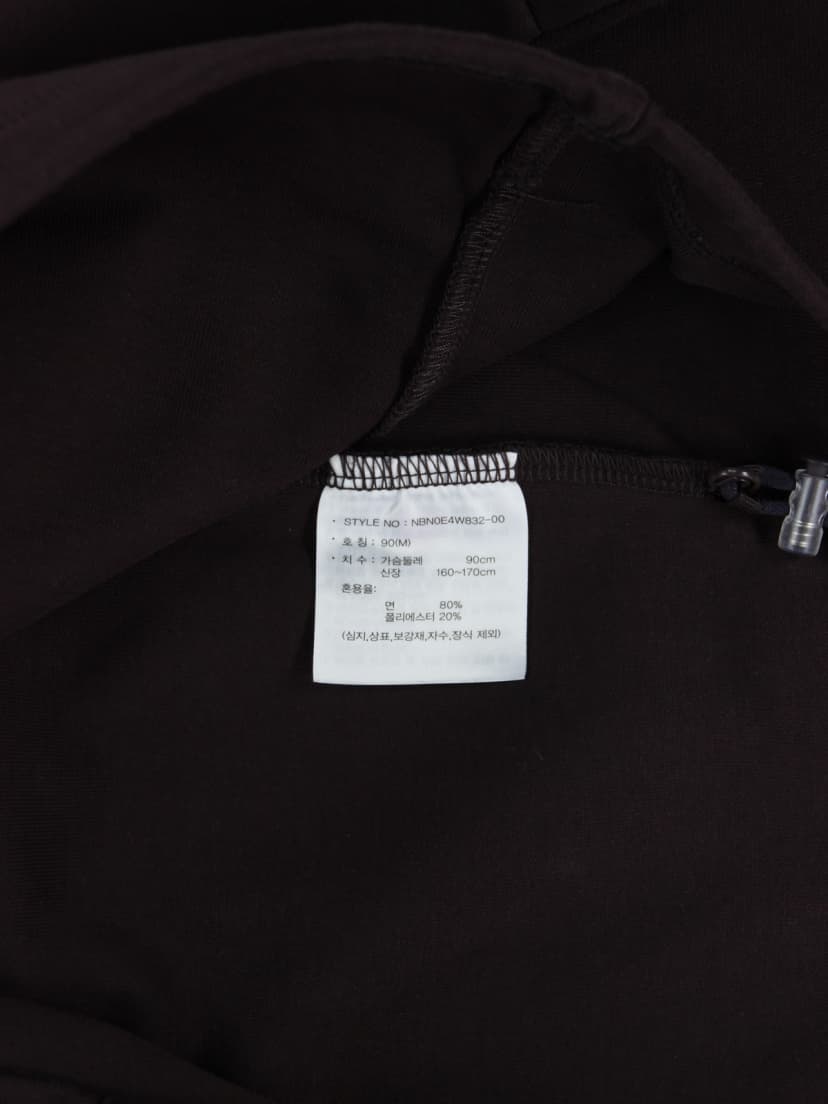 · STYLE NO : NBN0E4W832-00
· 호 칭 : 90(M)
· 치 수 : 가슴둘레 90cm
신장 160~170cm
혼용율:
면 80%
폴리에스터 20%
(심지,상표,보강재,자수,장식 제외)